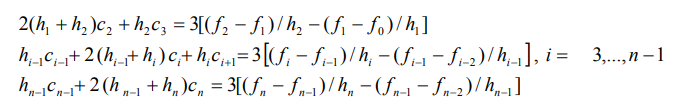 2(h₁ + h₂)c₂ + h₂c₃ = 3[(f₂ − f₁)/h₂ − (f₁ − f₀)/h₁]
hᵢ₋₁cᵢ₋₁+ 2(hᵢ₋₁+ hᵢ)cᵢ+ hᵢcᵢ₊₁=3[(fᵢ − fᵢ₋₁)/hᵢ − (fᵢ₋₁ − fᵢ₋₂)/hᵢ₋₁], i = 3,...,n −1
hₙ₋₁cₙ₋₁+ 2(hₙ₋₁ + hₙ)cₙ = 3[(fₙ − fₙ₋₁)/hₙ − (fₙ₋₁ − fₙ₋₂)/hₙ₋₁]